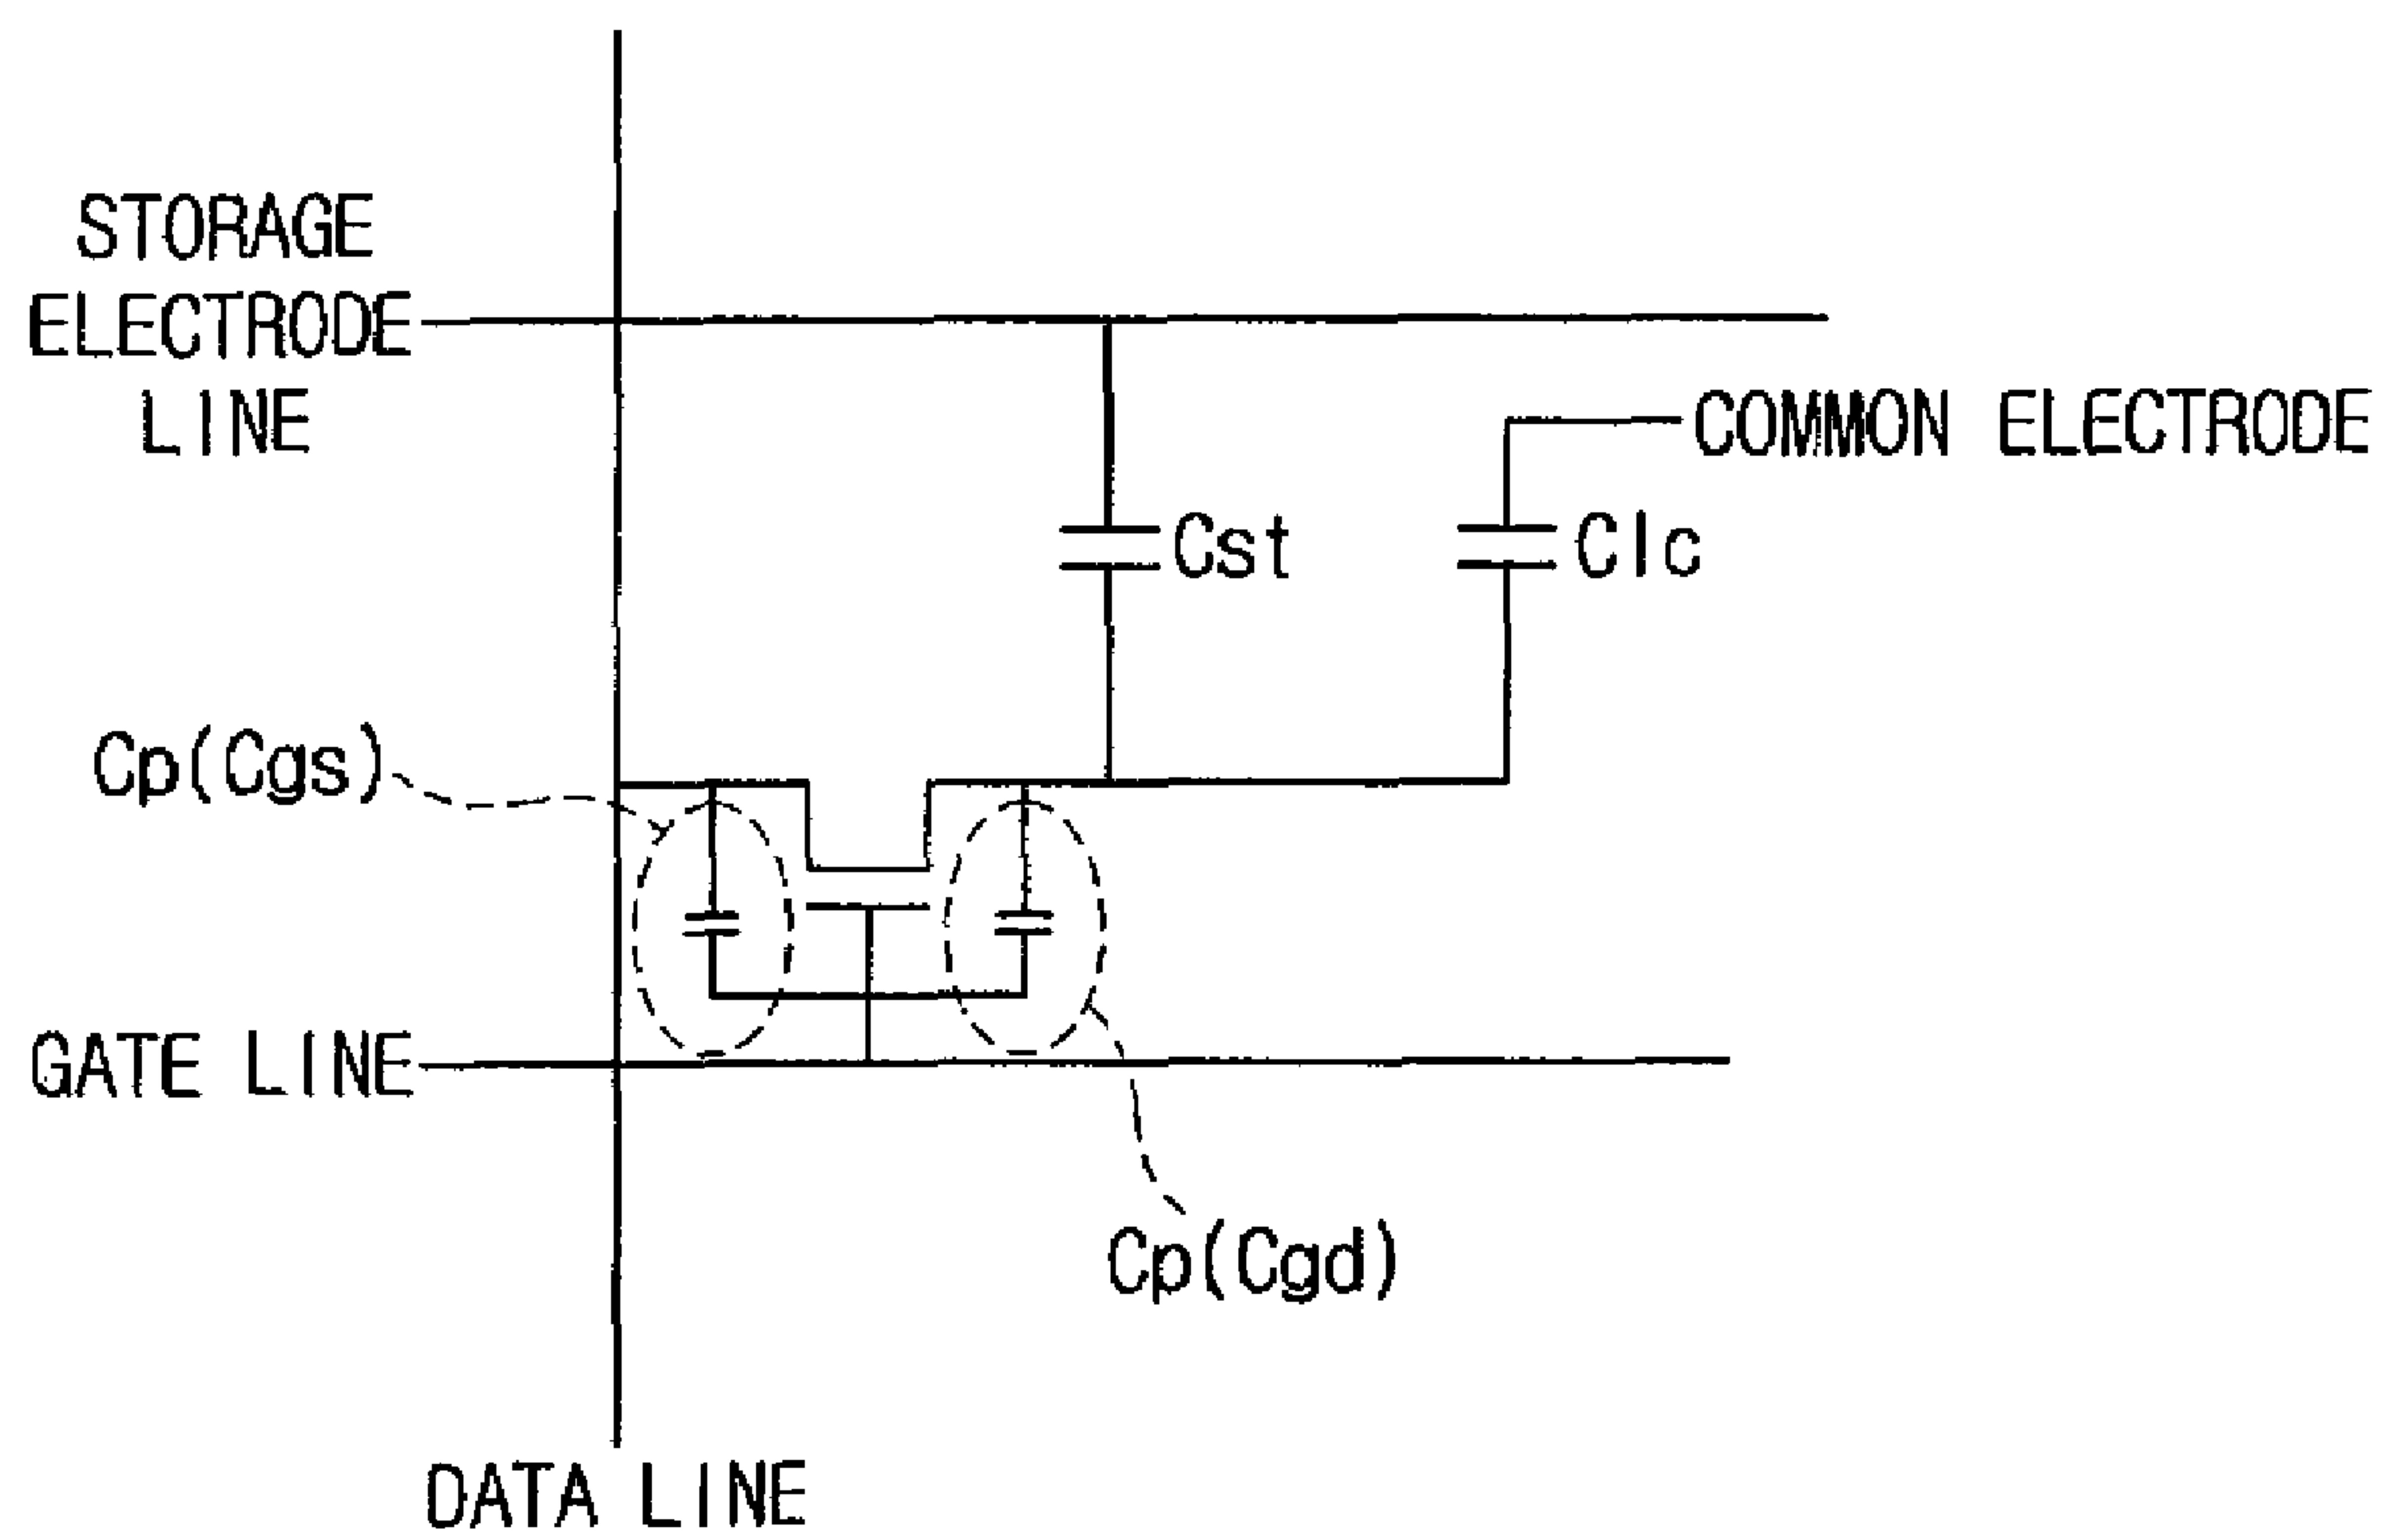 STORAGE
ELECTRODE
LINE
COMMON ELECTRODE
Cst
Clc
Cp(Cgs)
GATE LINE
Cp(Cgd)
DATA LINE